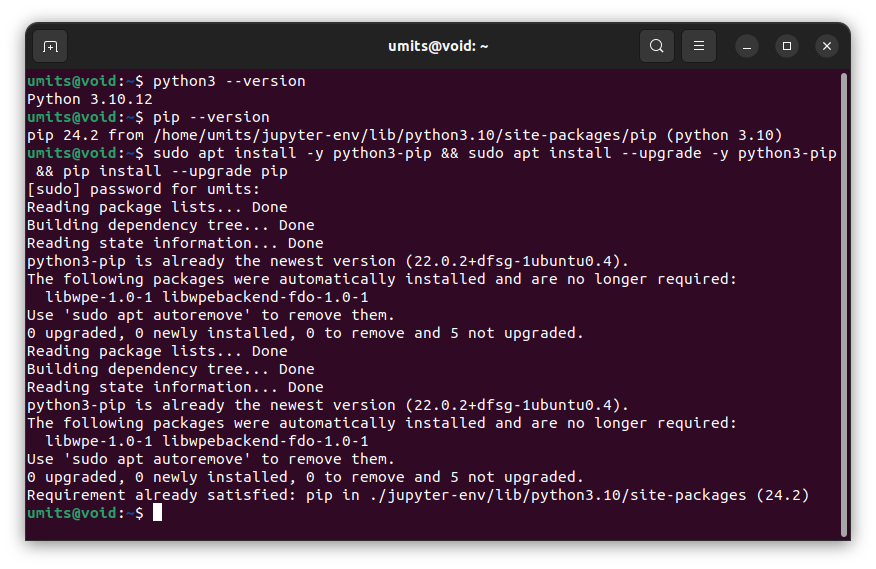 umits@void: ~
umits@void:~$ python3 --version
Python 3.10.12
umits@void:~$ pip --version
pip 24.2 from /home/umits/jupyter-env/lib/python3.10/site-packages/pip (python 3.10)
umits@void:~$ sudo apt install -y python3-pip && sudo apt install --upgrade -y python3-pip
 && pip install --upgrade pip
[sudo] password for umits:
Reading package lists... Done
Building dependency tree... Done
Reading state information... Done
python3-pip is already the newest version (22.0.2+dfsg-1ubuntu0.4).
The following packages were automatically installed and are no longer required:
  libwpe-1.0-1 libwpebackend-fdo-1.0-1
Use 'sudo apt autoremove' to remove them.
0 upgraded, 0 newly installed, 0 to remove and 5 not upgraded.
Reading package lists... Done
Building dependency tree... Done
Reading state information... Done
python3-pip is already the newest version (22.0.2+dfsg-1ubuntu0.4).
The following packages were automatically installed and are no longer required:
  libwpe-1.0-1 libwpebackend-fdo-1.0-1
Use 'sudo apt autoremove' to remove them.
0 upgraded, 0 newly installed, 0 to remove and 5 not upgraded.
Requirement already satisfied: pip in ./jupyter-env/lib/python3.10/site-packages (24.2)
umits@void:~$